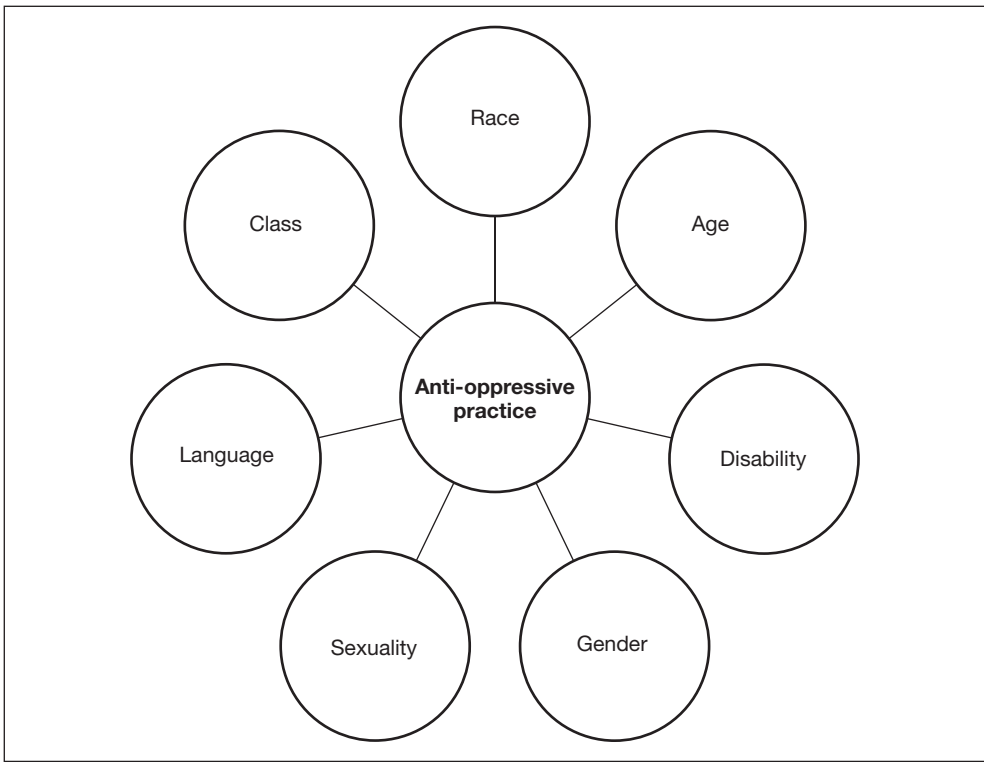 Race
Class
Age
Anti-oppressive
practice
Language
Disability
Sexuality
Gender